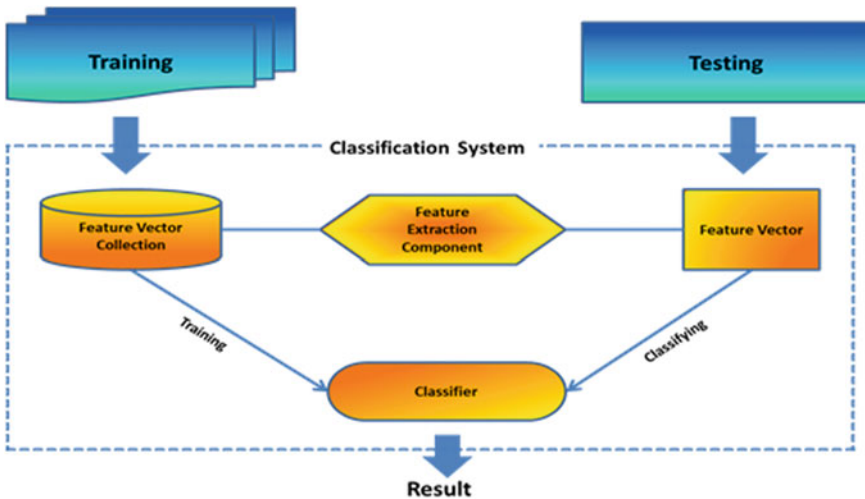 Training
Testing
Classification System
Feature Vector
Collection
Feature
Extraction
Component
Feature Vector
Training
Classifying
Classifier
Result